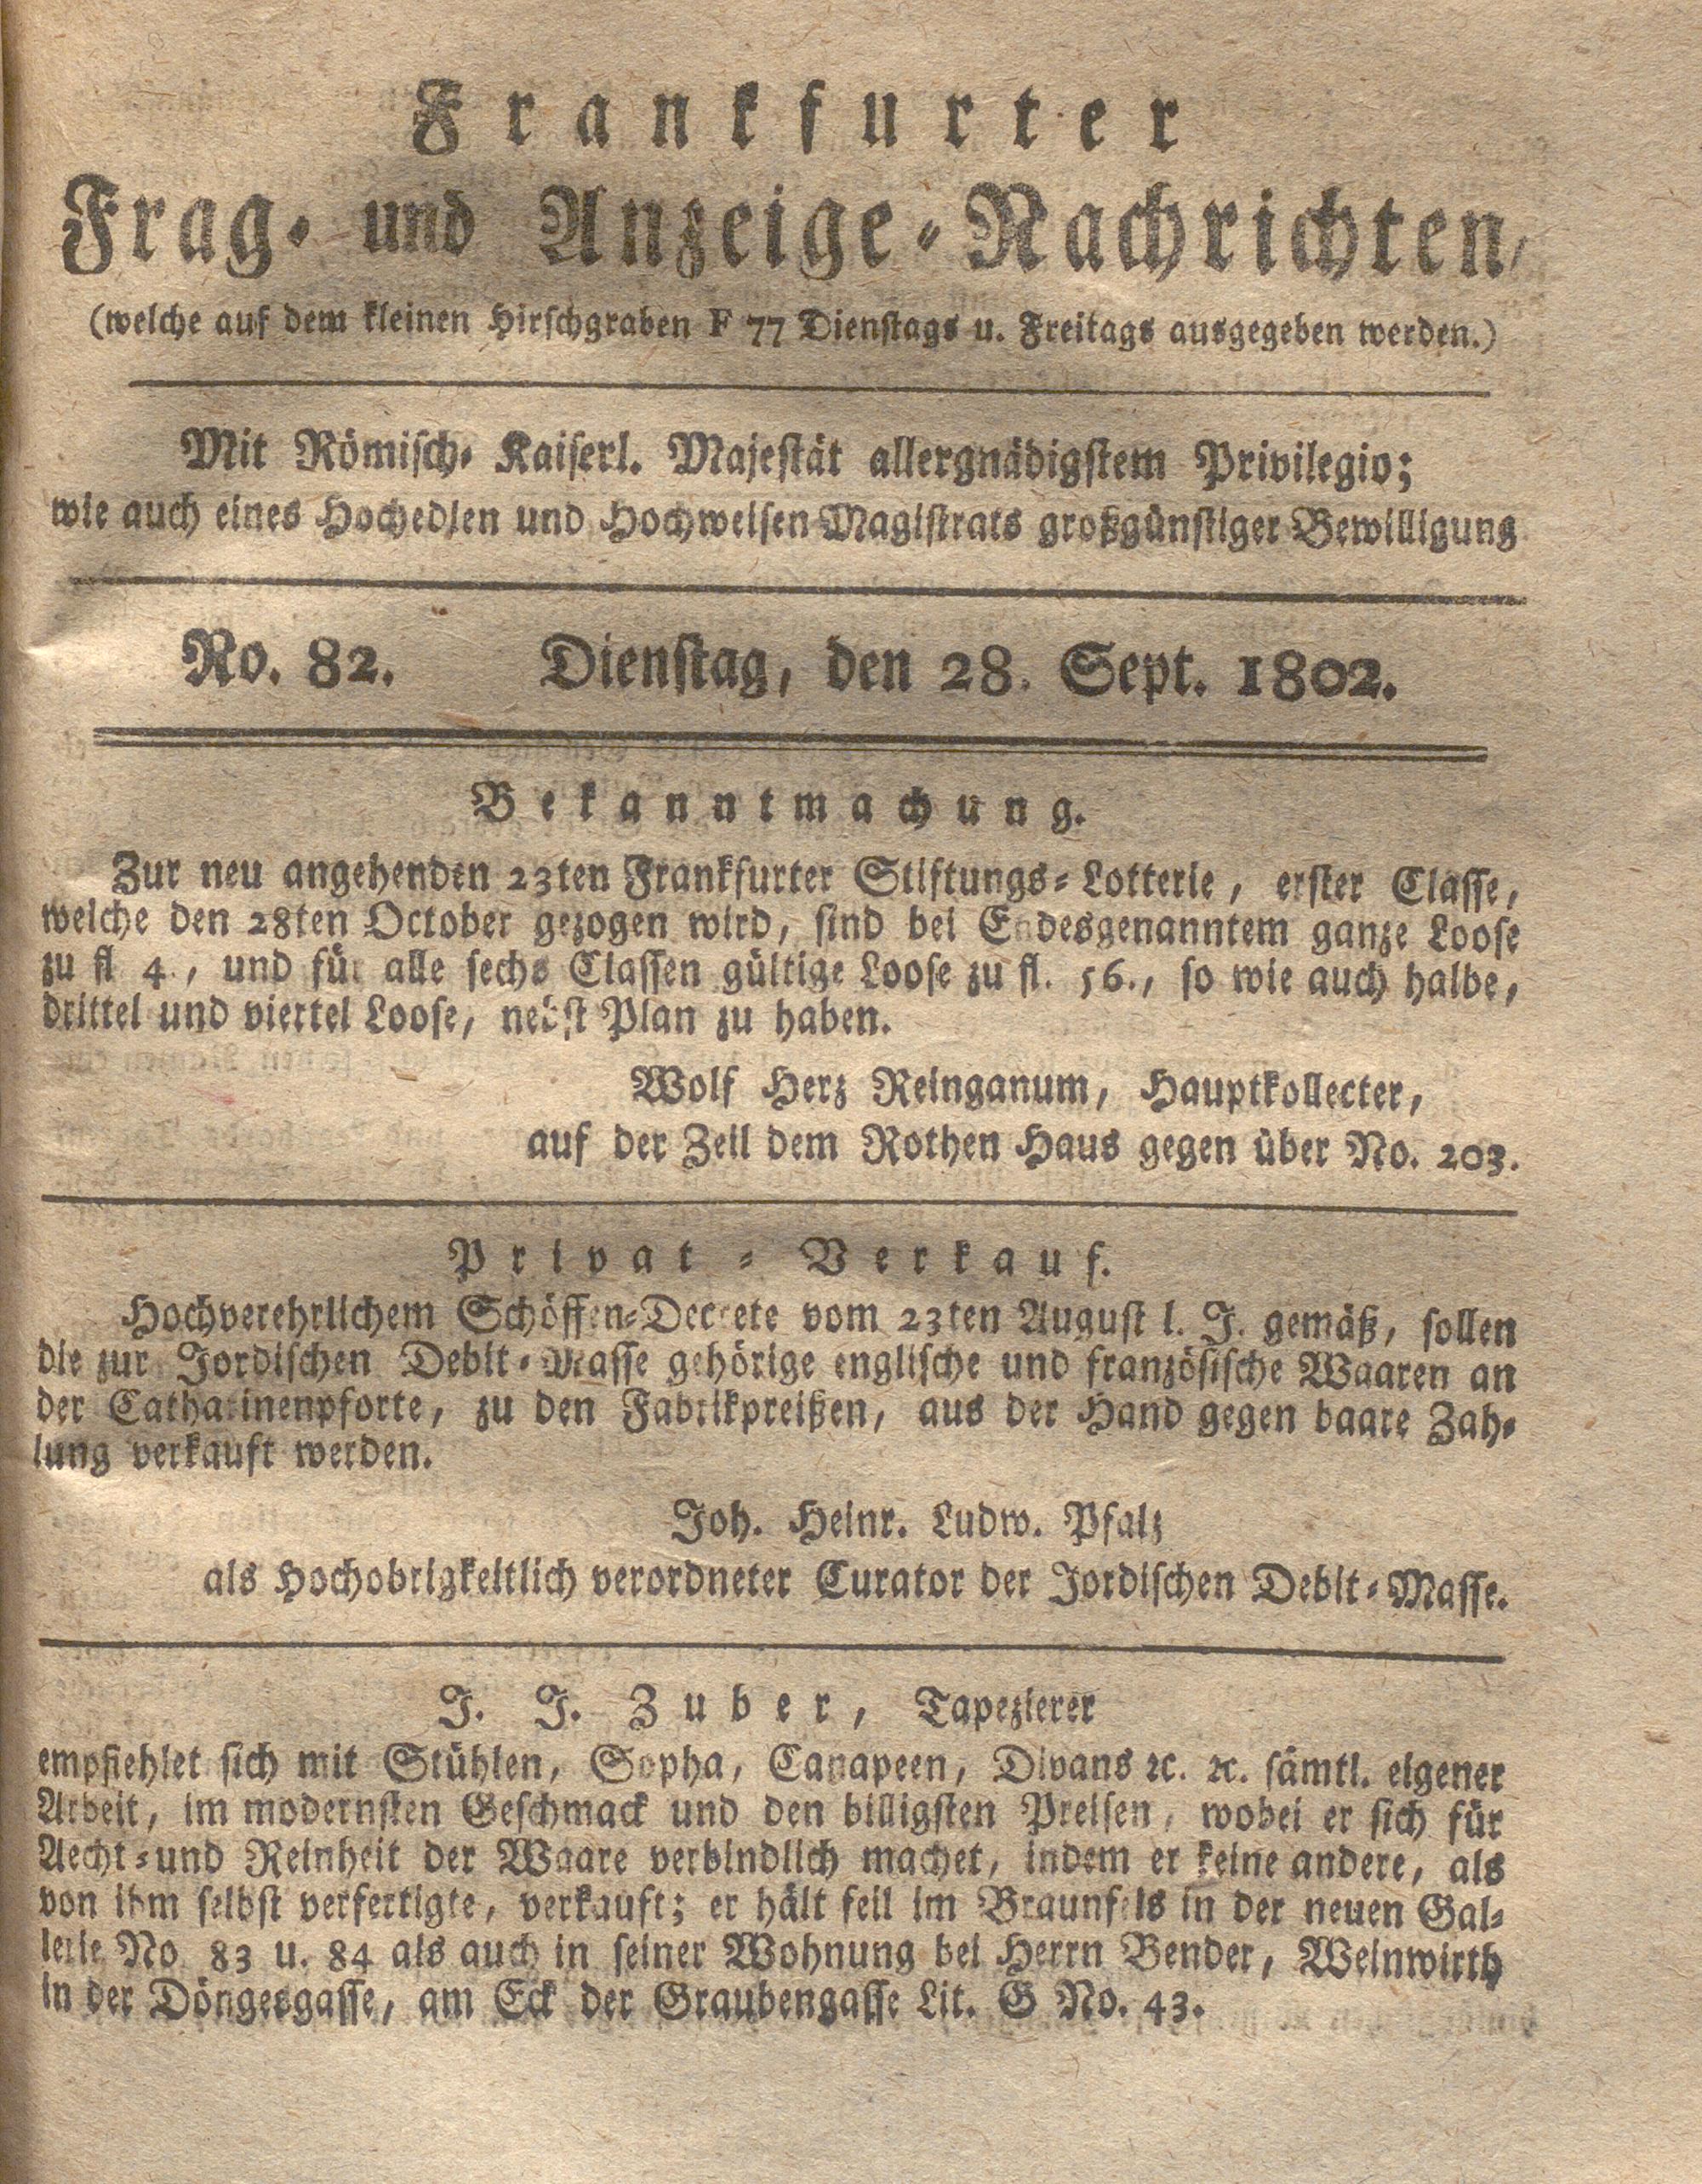 Frankfurter
Frag- und Anzeige-Nachrichten,
(welche auf dem kleinen Hirschgraben F 77 Dienstags u. Freitags ausgegeben werden.)
Mit Römisch- Kaiserl. Majestät allergnädigstem Privilegio;
wie auch eines Hochedlen und Hochweisen Magistrats großgünstiger Bewilligung
No. 82. Dienstag, den 28. Sept. 1802.
Bekanntmachung.
Zur neu angehenden 23ten Frankfurter Stiftungs-Lotterie, erster Classe,
welche den 28ten October gezogen wird, sind bei Endesgenanntem ganze Loose
zu fl 4., und für alle sechs Classen gültige Loose zu fl. 56., so wie auch halbe,
drittel und viertel Loose, nebst Plan zu haben.
Wolf Herz Reinganum, Hauptkollecter,
auf der Zeil dem Rothen Haus gegen über No. 203.
Privat-Verkauf.
Hochverehrlichem Schöffen-Decrete vom 23ten August l. J. gemäß, sollen
die zur Jordischen Debit-Masse gehörige englische und französische Waaren an
der Catharinenpforte, zu den Fabrikpreißen, aus der Hand gegen baare Zah-
lung verkauft werden.
Joh. Heinr. Ludw. Pfalz
als Hochobrigkeitlich verordneter Curator der Jordischen Debit-Masse.
J. J. Zuber, Tapezierer
empfiehlet sich mit Stühlen, Sopha, Canapeen, Divans ꝛc. ꝛc. sämtl. eigener
Arbeit, im modernsten Geschmack und den billigsten Preisen, wobei er sich für
Aecht-und Reinheit der Waare verbindlich machet, indem er keine andere, als
von ihm selbst verfertigte, verkauft; er hält feil im Braunfels in der neuen Gal-
lerie No. 83 u. 84 als auch in seiner Wohnung bei Herrn Bender, Weinwirth
in der Döngesgasse, am Eck der Graubengasse Lit. G No. 43.